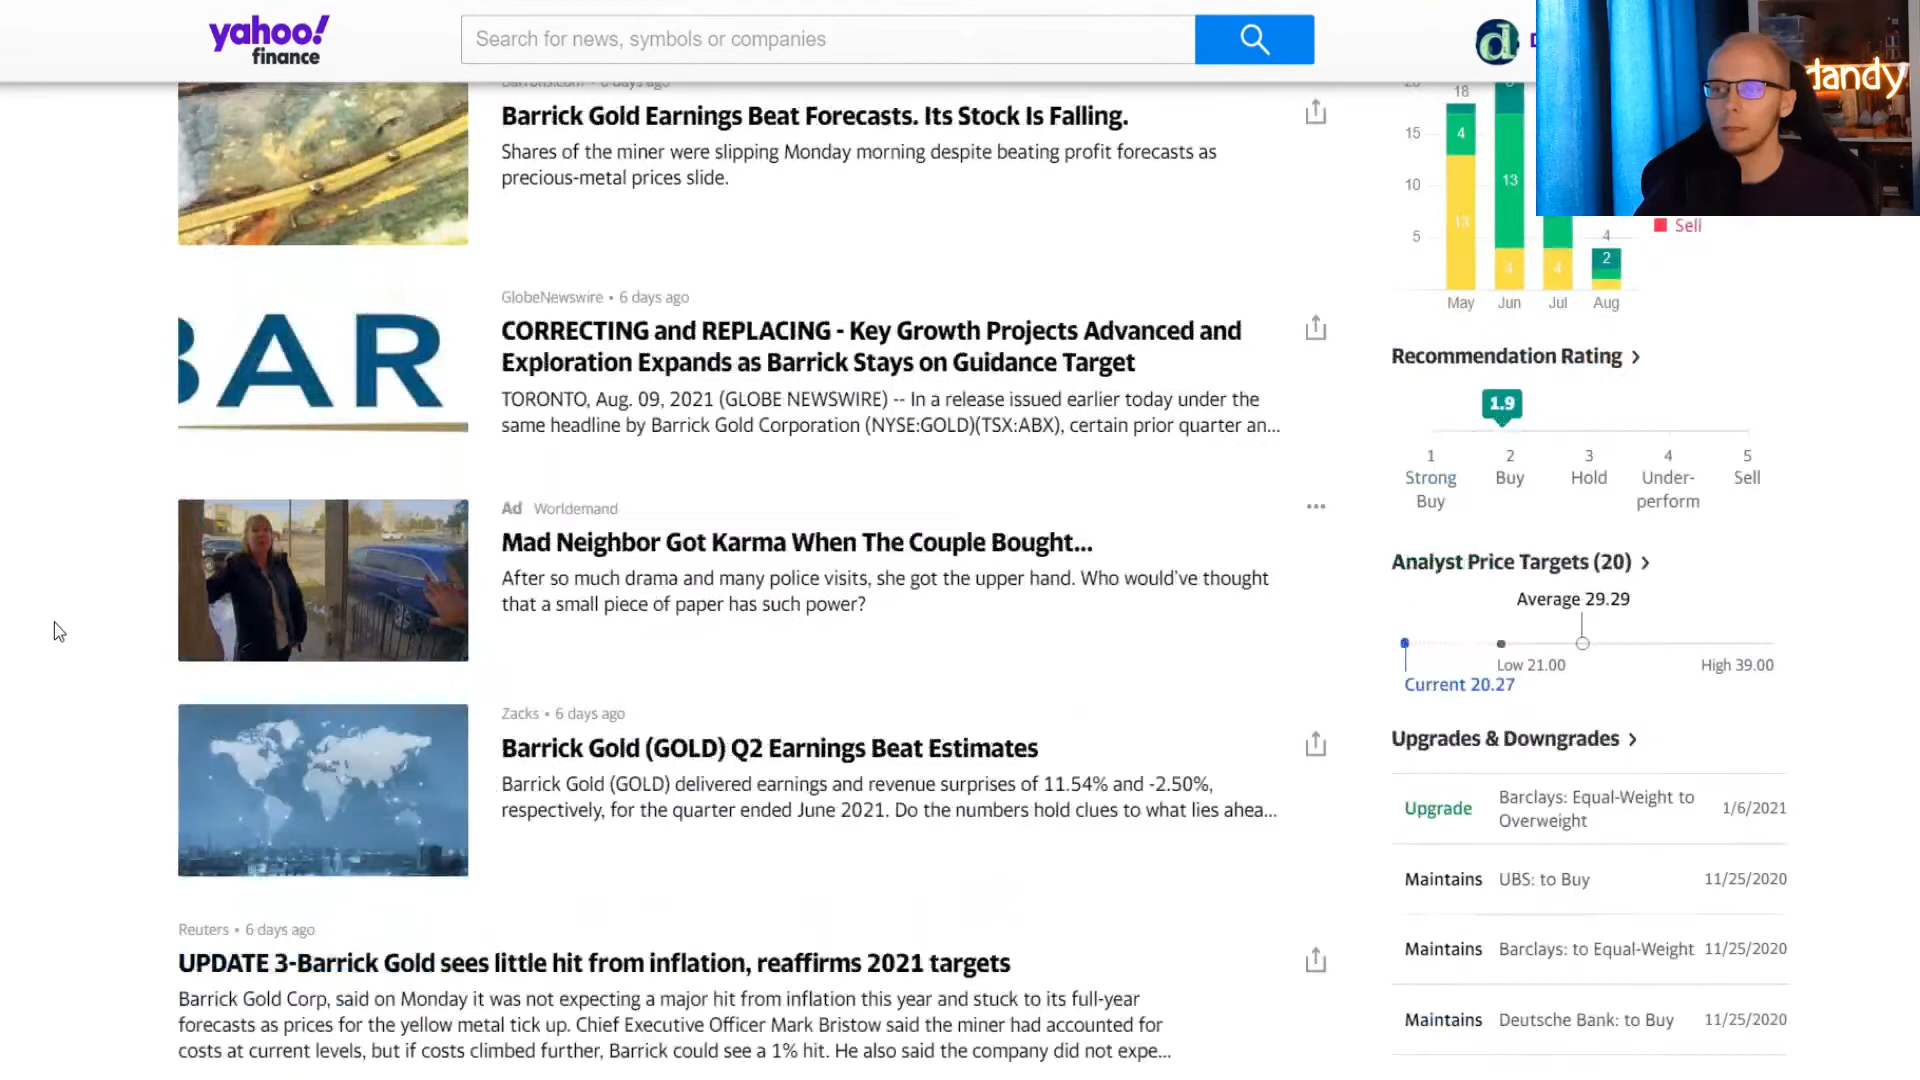 yahoo!
finance
Search for news, symbols or companies
d
Barrons.com • 6 days ago
Barrick Gold Earnings Beat Forecasts. Its Stock Is Falling.
Shares of the miner were slipping Monday morning despite beating profit forecasts as
precious-metal prices slide.
BAR
GlobeNewswire • 6 days ago
CORRECTING and REPLACING - Key Growth Projects Advanced and
Exploration Expands as Barrick Stays on Guidance Target
TORONTO, Aug. 09, 2021 (GLOBE NEWSWIRE) -- In a release issued earlier today under the
same headline by Barrick Gold Corporation (NYSE:GOLD)(TSX:ABX), certain prior quarter an...
Ad Worldemand
Mad Neighbor Got Karma When The Couple Bought...
After so much drama and many police visits, she got the upper hand. Who would've thought
that a small piece of paper has such power?
Zacks • 6 days ago
Barrick Gold (GOLD) Q2 Earnings Beat Estimates
Barrick Gold (GOLD) delivered earnings and revenue surprises of 11.54% and -2.50%,
respectively, for the quarter ended June 2021. Do the numbers hold clues to what lies ahea...
Reuters • 6 days ago
UPDATE 3-Barrick Gold sees little hit from inflation, reaffirms 2021 targets
Barrick Gold Corp, said on Monday it was not expecting a major hit from inflation this year and stuck to its full-year
forecasts as prices for the yellow metal tick up. Chief Executive Officer Mark Bristow said the miner had accounted for
costs at current levels, but if costs climbed further, Barrick could see a 1% hit. He also said the company did not expe...
dandy
18
15 4
10 13
13
5 4 2
4 4
Sell
May Jun Jul Aug
Recommendation Rating >
1.9
1 2 3 4 5
Strong Buy Hold Under- Sell
Buy perform
Analyst Price Targets (20) >
Average 29.29
Low 21.00 High 39.00
Current 20.27
Upgrades & Downgrades >
Upgrade Barclays: Equal-Weight to Overweight 1/6/2021
Maintains UBS: to Buy 11/25/2020
Maintains Barclays: to Equal-Weight 11/25/2020
Maintains Deutsche Bank: to Buy 11/25/2020